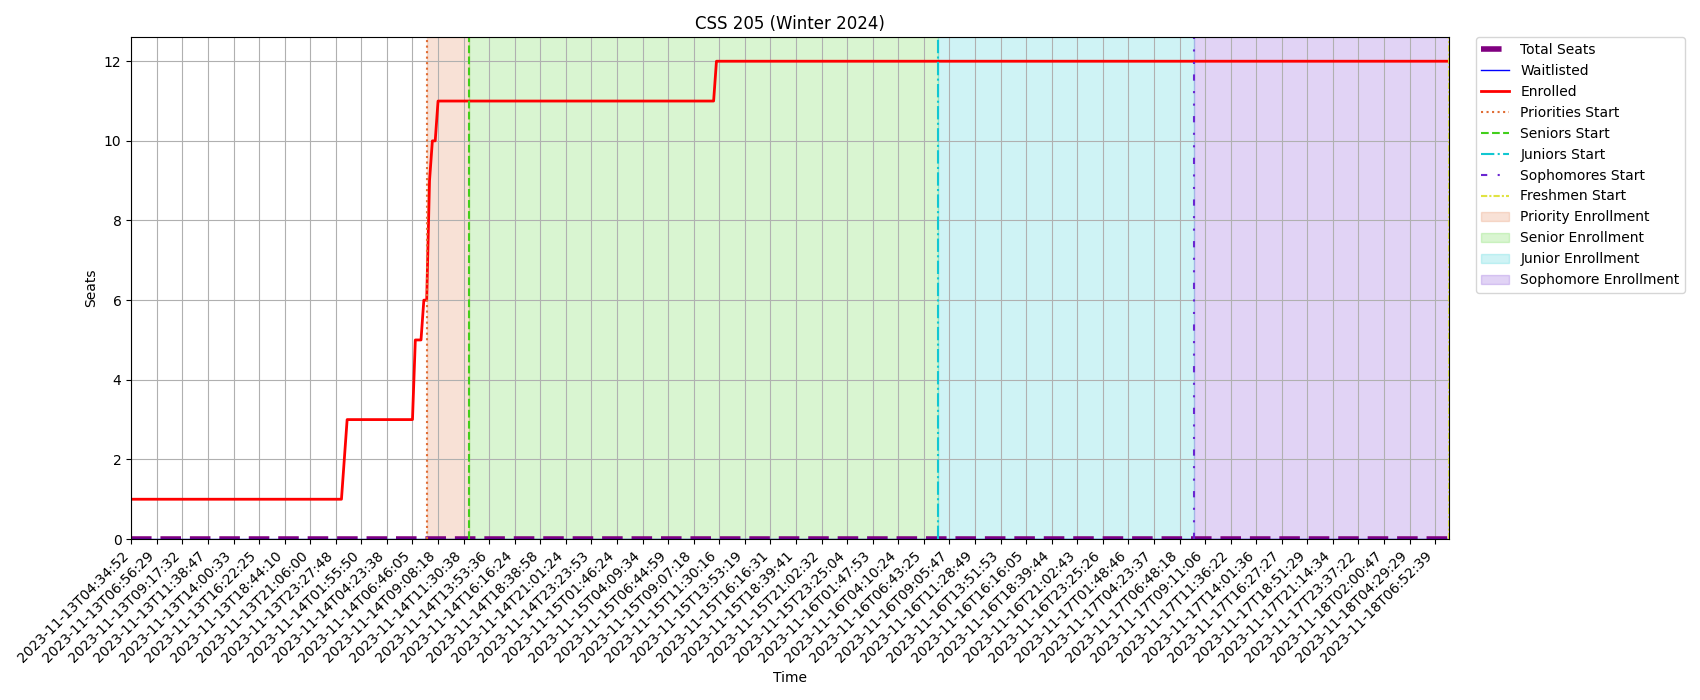 CSS 205 (Winter 2024)
12
10
8
6
4
2
0
Seats
2023-11-13T04:34:52
2023-11-13T06:56:29
2023-11-13T09:17:32
2023-11-13T11:38:47
2023-11-13T14:00:33
2023-11-13T16:22:25
2023-11-13T18:44:10
2023-11-13T21:06:00
2023-11-13T23:27:48
2023-11-14T01:55:50
2023-11-14T04:23:38
2023-11-14T06:46:05
2023-11-14T09:08:18
2023-11-14T11:30:38
2023-11-14T13:53:36
2023-11-14T16:16:24
2023-11-14T18:38:58
2023-11-14T21:01:24
2023-11-14T23:23:53
2023-11-15T01:46:24
2023-11-15T04:09:34
2023-11-15T06:44:59
2023-11-15T09:07:18
2023-11-15T11:30:16
2023-11-15T13:53:19
2023-11-15T16:16:31
2023-11-15T18:39:41
2023-11-15T21:02:32
2023-11-15T23:25:04
2023-11-16T01:47:53
2023-11-16T04:10:24
2023-11-16T06:43:25
2023-11-16T09:05:47
2023-11-16T11:28:49
2023-11-16T13:51:53
2023-11-16T16:16:05
2023-11-16T18:39:44
2023-11-16T21:02:43
2023-11-16T23:25:26
2023-11-17T01:48:46
2023-11-17T04:23:37
2023-11-17T06:48:18
2023-11-17T09:11:06
2023-11-17T11:36:22
2023-11-17T14:01:36
2023-11-17T16:27:27
2023-11-17T18:51:29
2023-11-17T21:14:34
2023-11-17T23:37:22
2023-11-18T02:00:47
2023-11-18T04:29:29
2023-11-18T06:52:39
Time
Total Seats
Waitlisted
Enrolled
Priorities Start
Seniors Start
Juniors Start
Sophomores Start
Freshmen Start
Priority Enrollment
Senior Enrollment
Junior Enrollment
Sophomore Enrollment